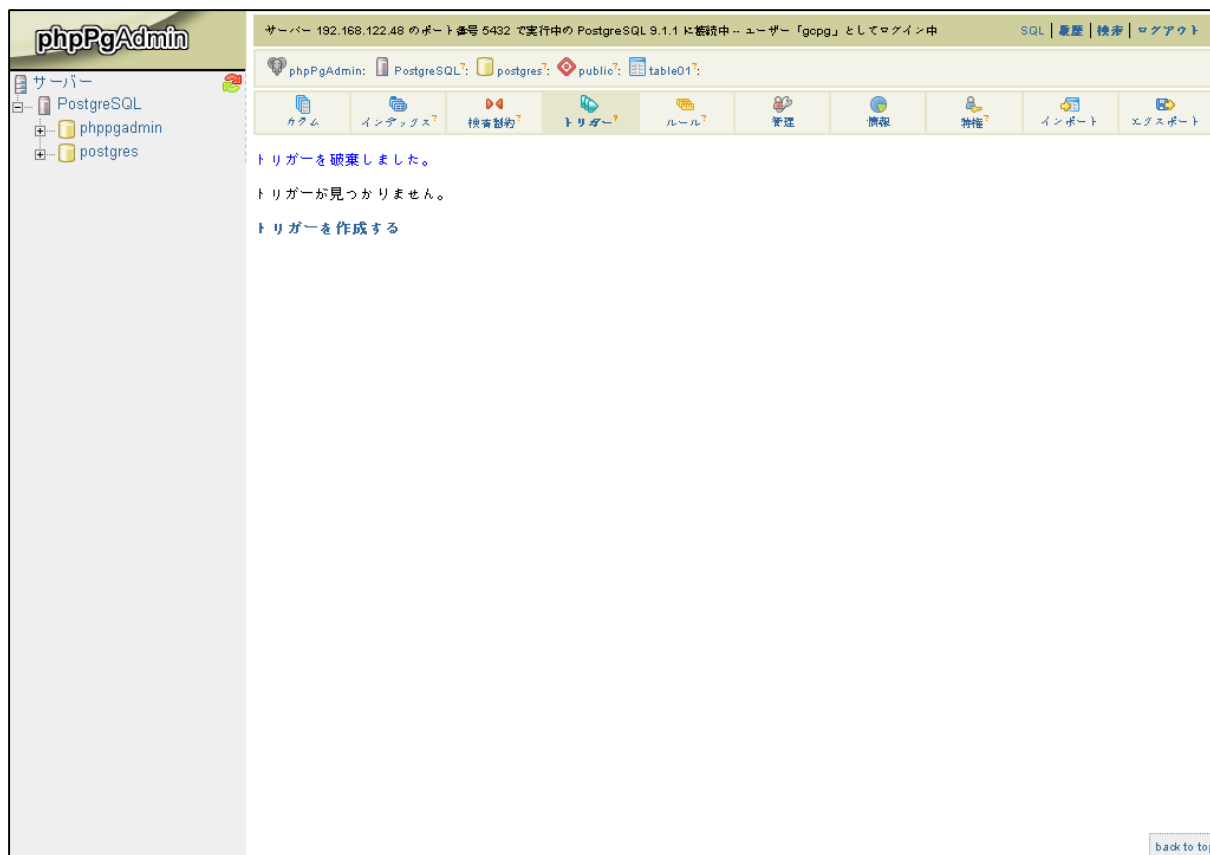 phpPgAdmin
サーバー
PostgreSQL
phppgadmin
postgres
サーバー 192.168.122.48 のポート番号 5432 で実行中の PostgreSQL 9.1.1 に接続中 -- ユーザー「gcpg」としてログイン中
SQL | 履歴 | 検索 | ログアウト
phpPgAdmin: PostgreSQL?: postgres?: public?: table01?:
カラム インデックス? 検査制約? トリガー? ルール? 管理 情報 特権? インポート エクスポート
トリガーを破棄しました。
トリガーが見つかりません。
トリガーを作成する
back to top